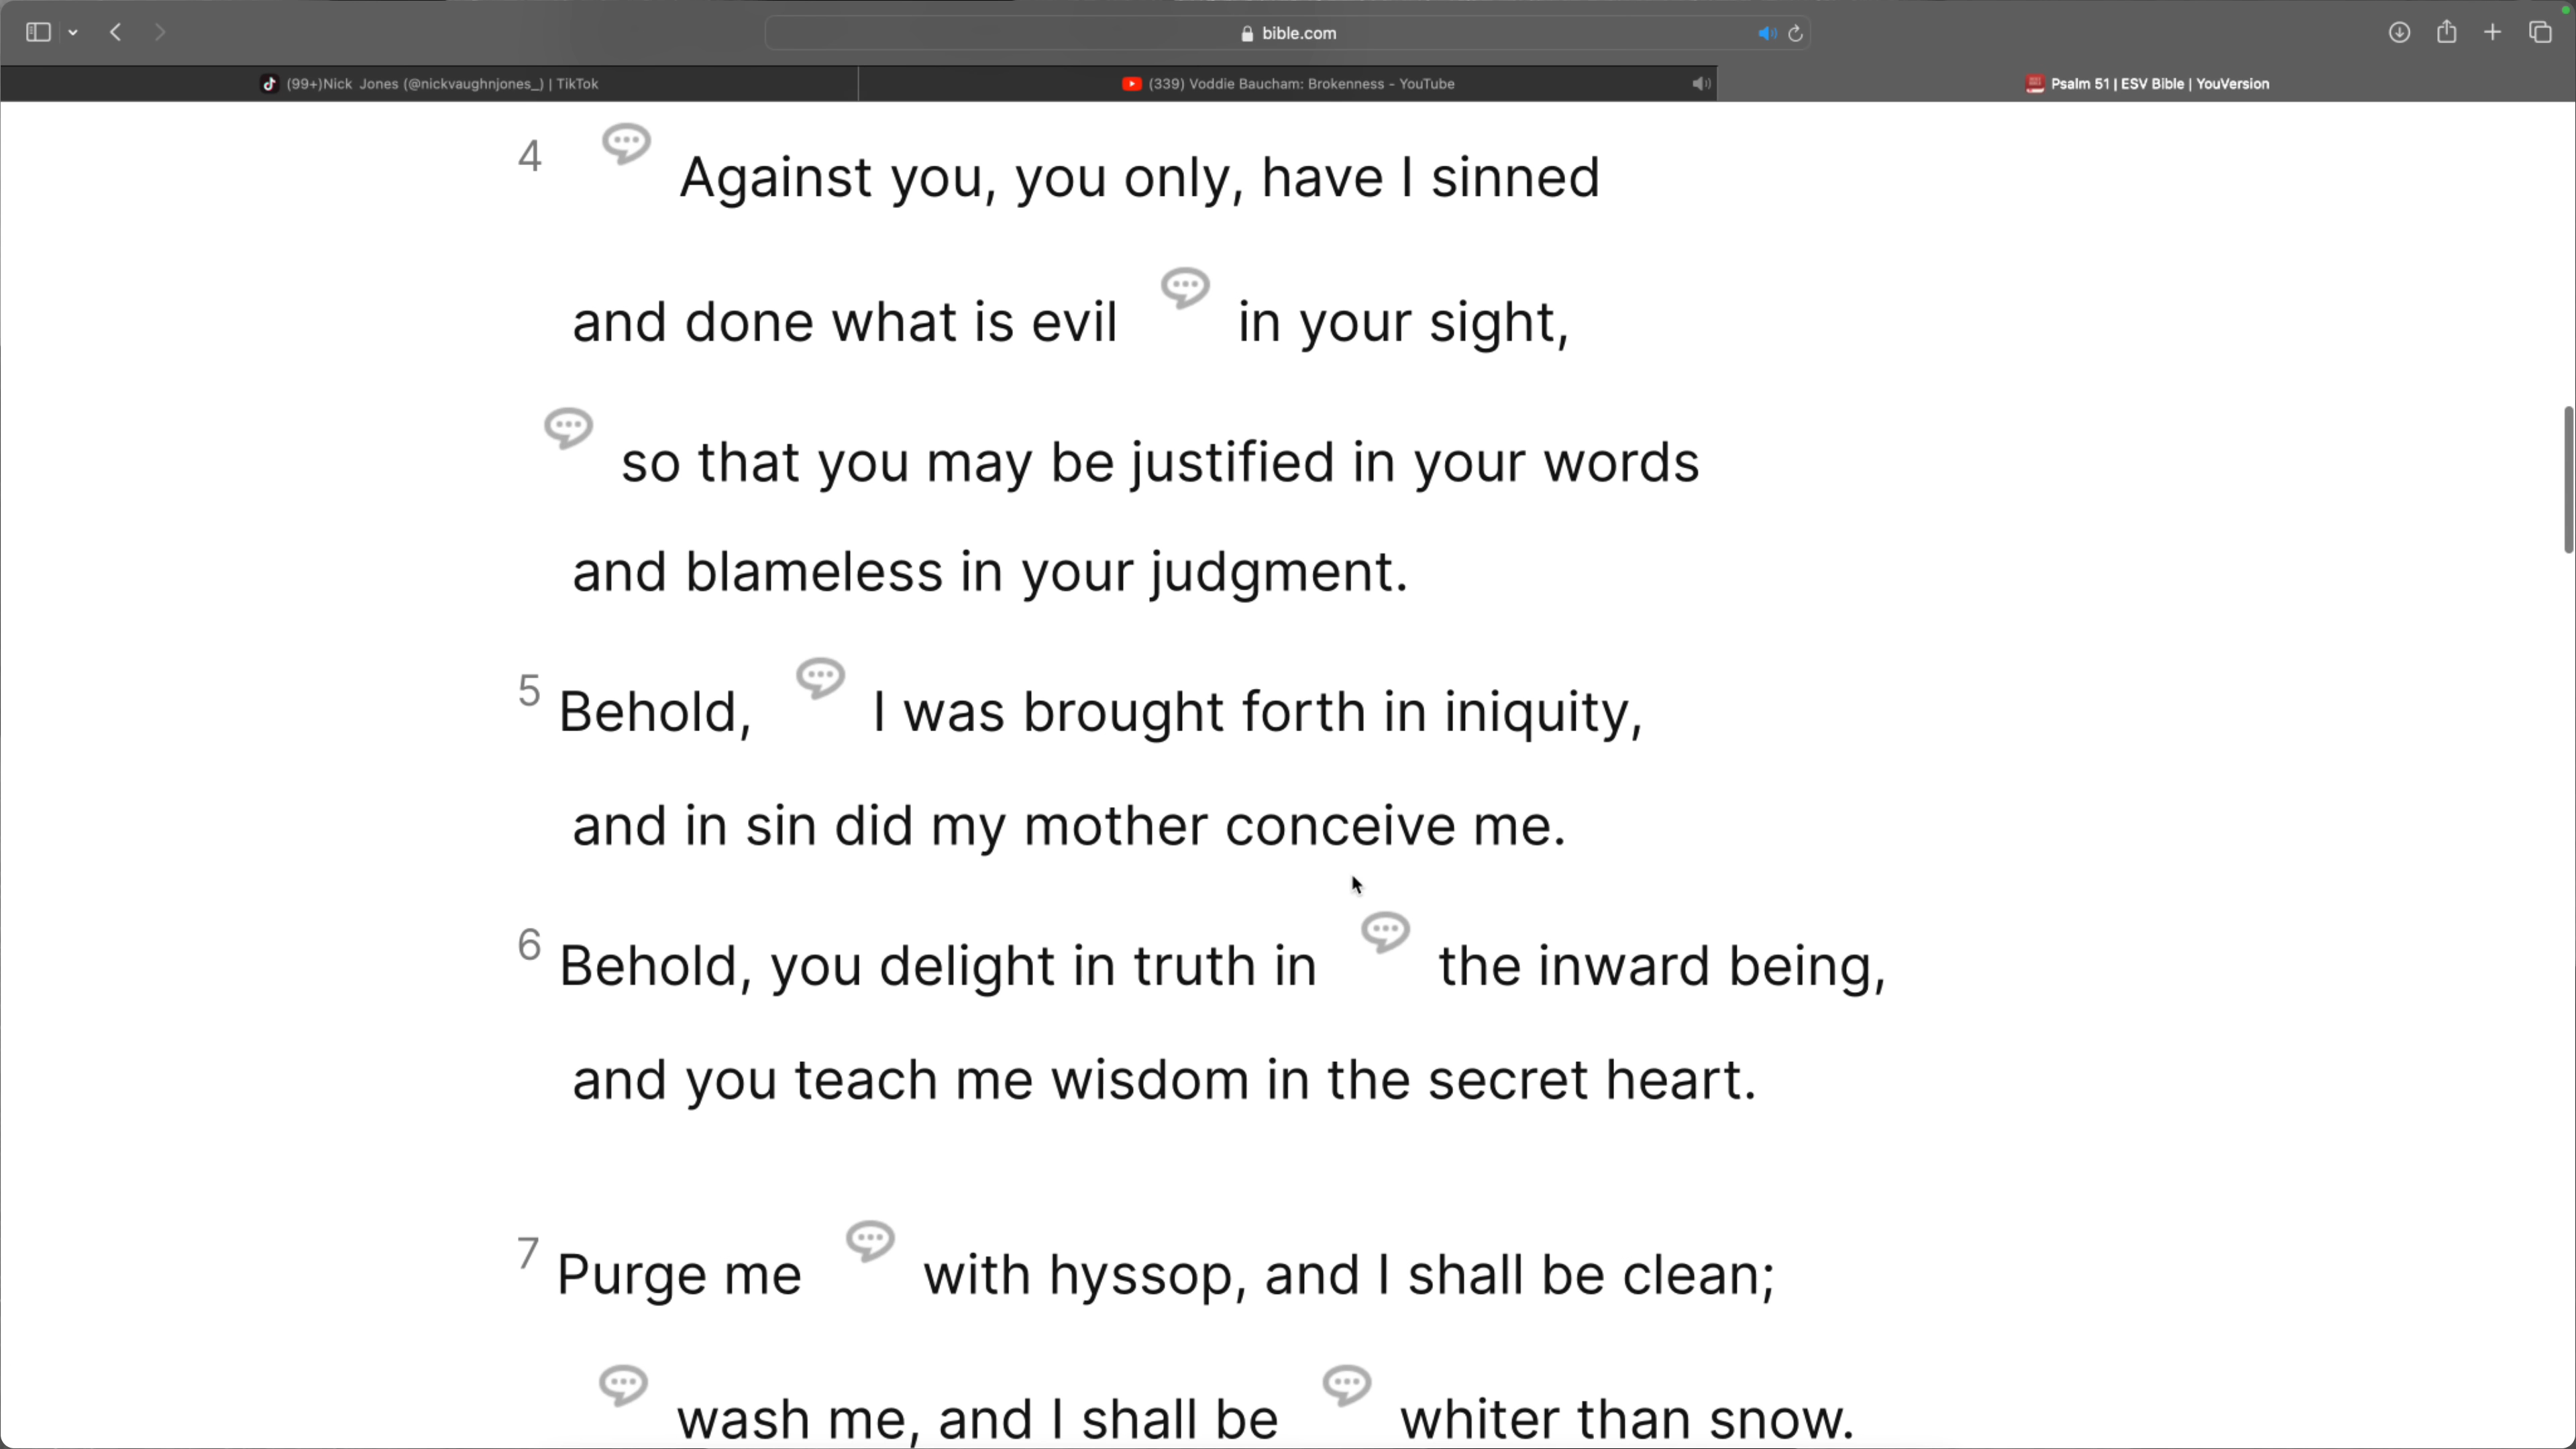 bible.com
(99+)Nick Jones (@nickvaughnjones_) | TikTok
(339) Voddie Baucham: Brokenness - YouTube
Psalm 51 | ESV Bible | YouVersion
4 Against you, you only, have I sinned
and done what is evil in your sight,
so that you may be justified in your words
and blameless in your judgment.
5 Behold, I was brought forth in iniquity,
and in sin did my mother conceive me.
6 Behold, you delight in truth in the inward being,
and you teach me wisdom in the secret heart.
7 Purge me with hyssop, and I shall be clean;
wash me, and I shall be whiter than snow.